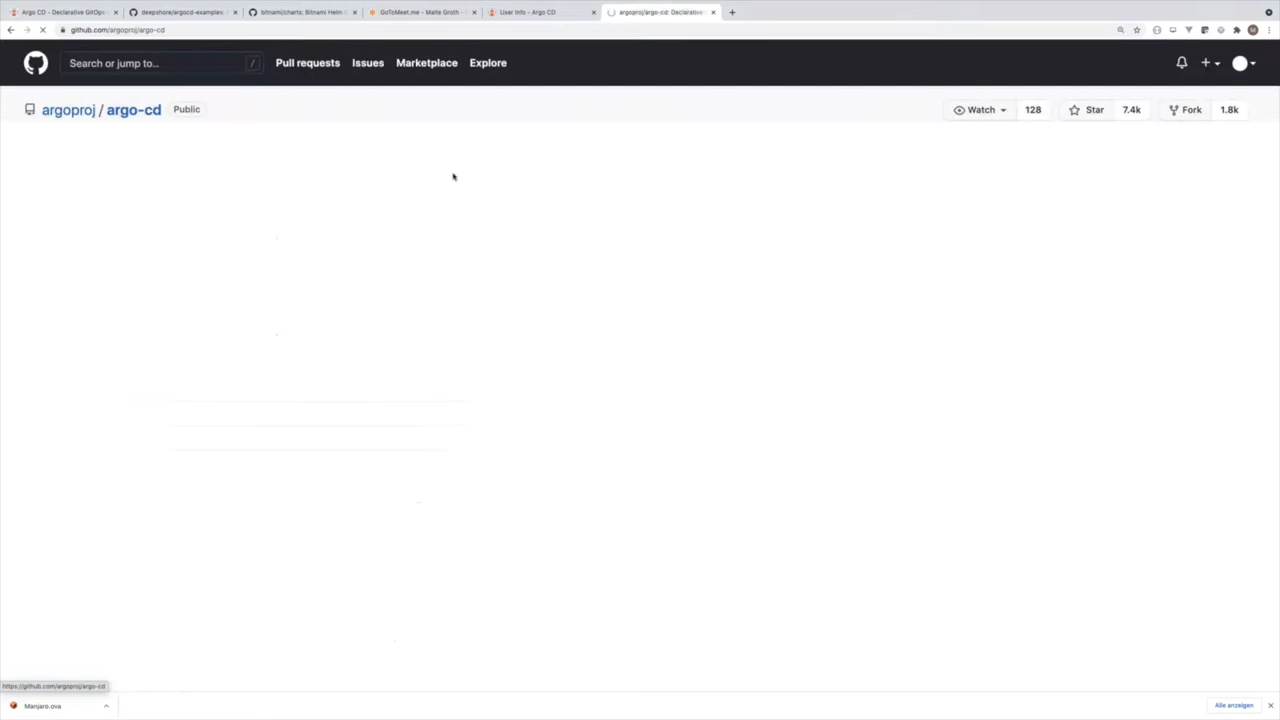 Argo CD - Declarative GitOps
deepshore/argocd-examples:
bitnami/charts: Bitnami Helm
GoToMeet.me - Malte Groth -
User Info - Argo CD
argoproj/argo-cd: Declarative
github.com/argoproj/argo-cd
Search or jump to... /
Pull requests
Issues
Marketplace
Explore
argoproj / argo-cd
Public
Watch
128
Star
7.4k
Fork
1.8k
https://github.com/argoproj/argo-cd
Manjaro.ova
Alle anzeigen